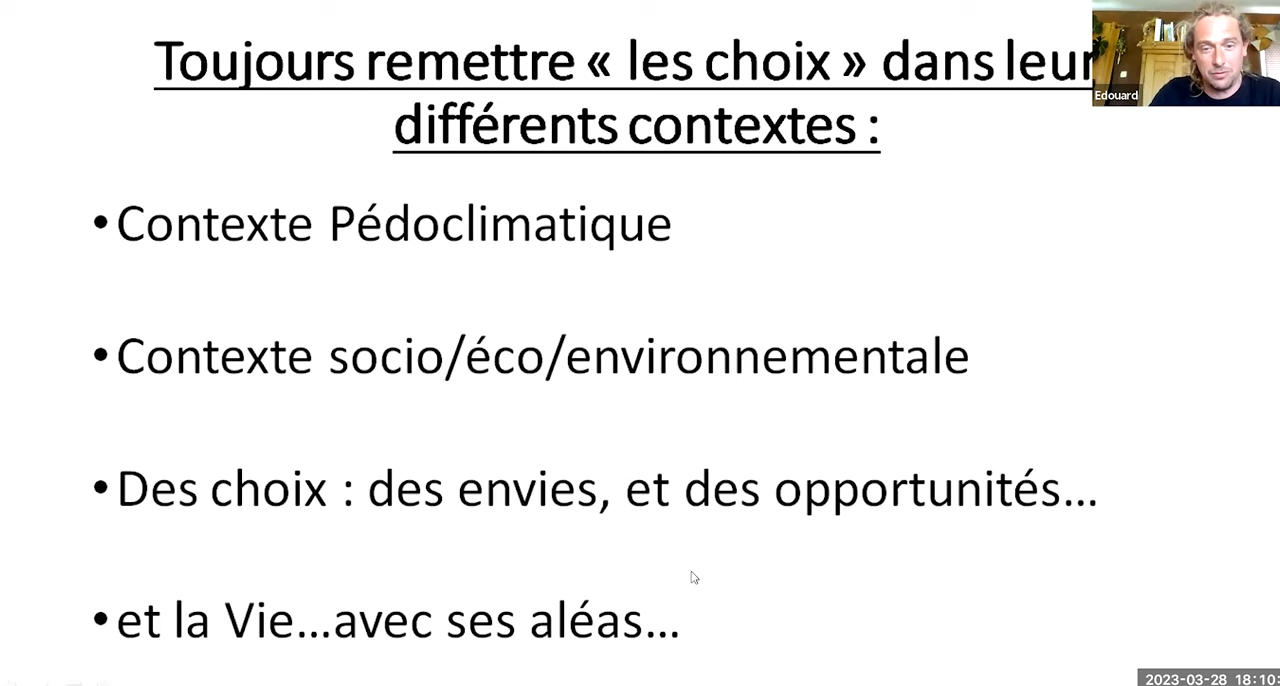 Toujours remettre « les choix » dans leur
différents contextes :
Edouard
• Contexte Pédoclimatique
• Contexte socio/éco/environnementale
• Des choix : des envies, et des opportunités...
• et la Vie...avec ses aléas...
2023-03-28 18:10: